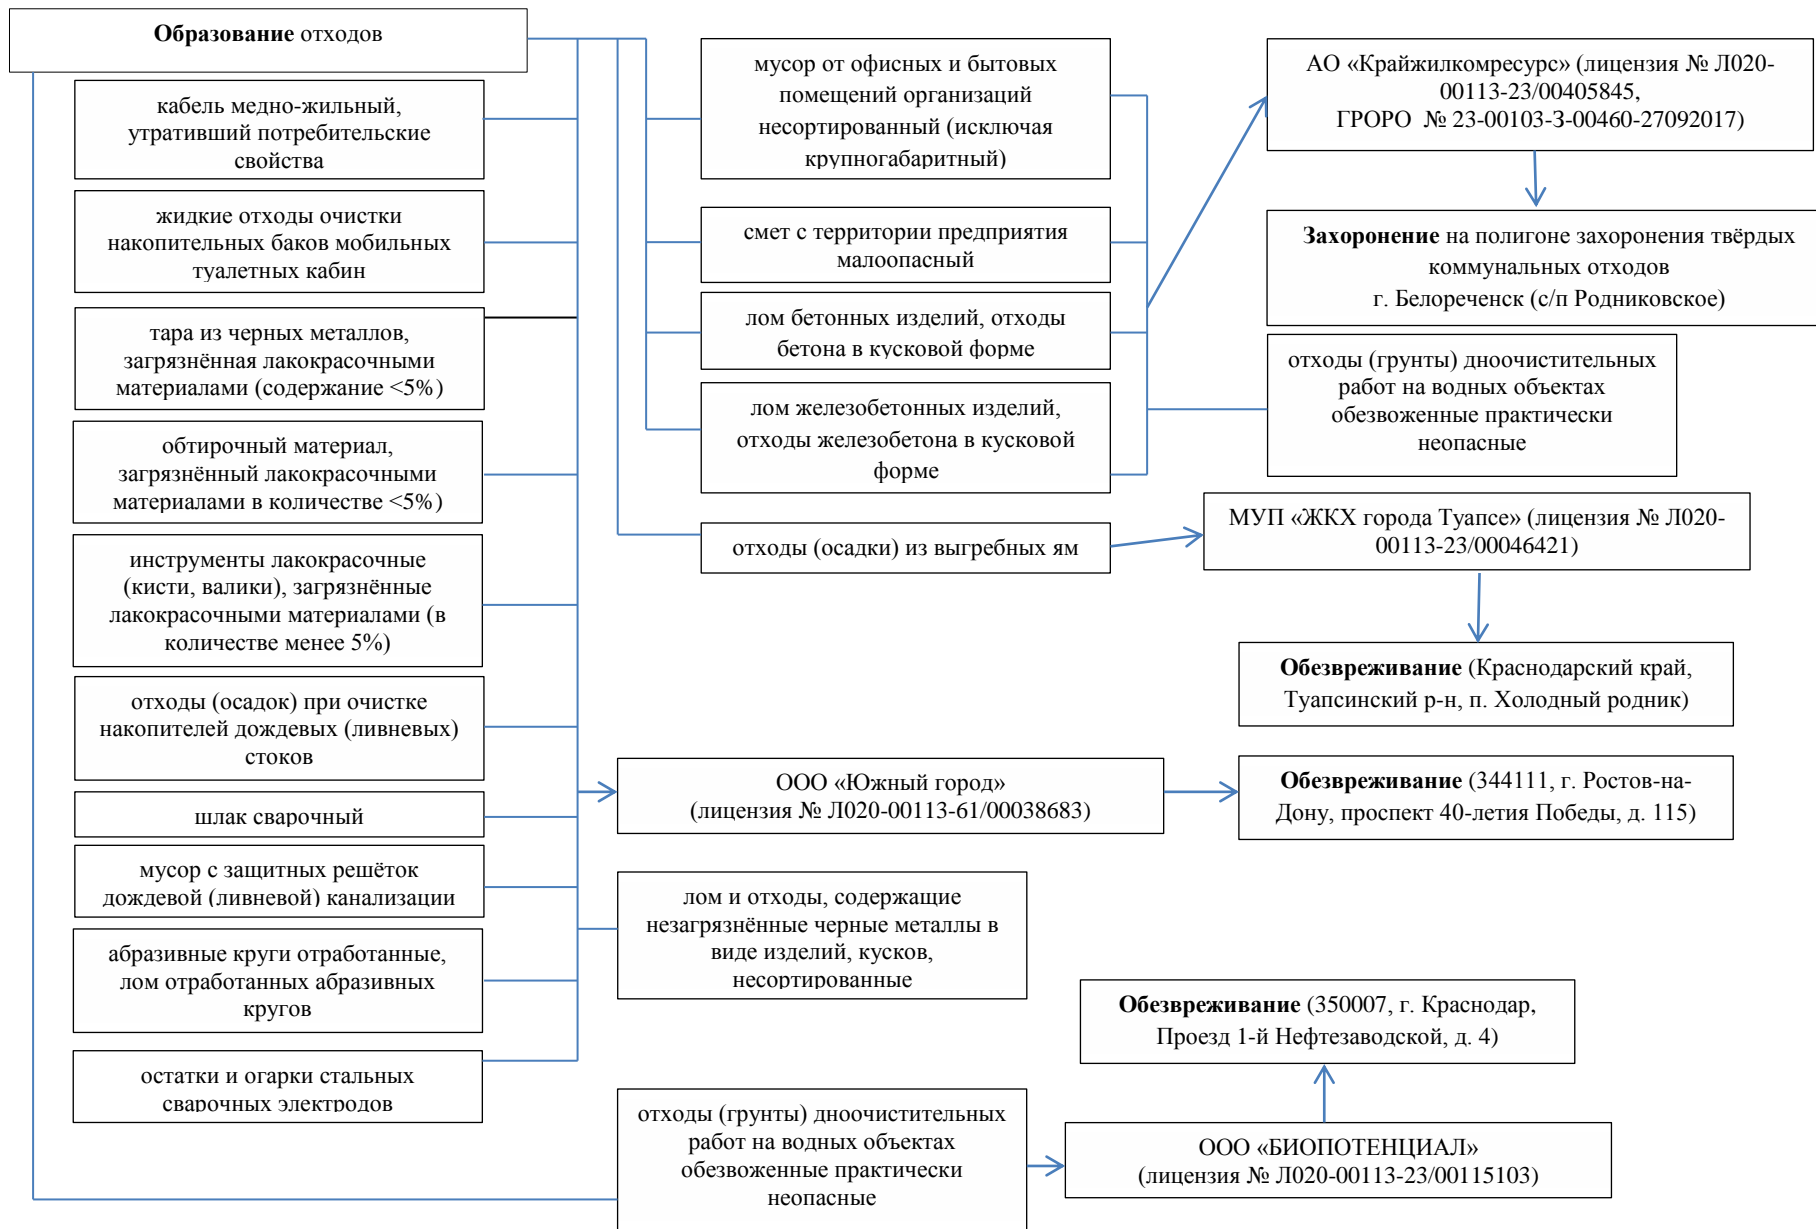 Образование отходов
кабель медно-жильный,
утративший потребительские
свойства
жидкие отходы очистки
накопительных баков мобильных
туалетных кабин
тара из черных металлов,
загрязнённая лакокрасочными
материалами (содержание <5%)
обтирочный материал,
загрязнённый лакокрасочными
материалами в количестве <5%)
инструменты лакокрасочные
(кисти, валики), загрязнённые
лакокрасочными материалами (в
количестве менее 5%)
отходы (осадок) при очистке
накопителей дождевых (ливневых)
стоков
шлак сварочный
мусор с защитных решёток
дождевой (ливневой) канализации
абразивные круги отработанные,
лом отработанных абразивных
кругов
остатки и огарки стальных
сварочных электродов
мусор от офисных и бытовых
помещений организаций
несортированный (исключая
крупногабаритный)
смет с территории предприятия
малоопасный
лом бетонных изделий, отходы
бетона в кусковой форме
лом железобетонных изделий,
отходы железобетона в кусковой
форме
отходы (осадки) из выгребных ям
ООО «Южный город»
(лицензия № Л020-00113-61/00038683)
лом и отходы, содержащие
незагрязнённые черные металлы в
виде изделий, кусков,
несортированные
отходы (грунты) дноочистительных
работ на водных объектах
обезвоженные практически
неопасные
АО «Крайжилкомресурс» (лицензия № Л020-
00113-23/00405845,
ГРОРО № 23-00103-З-00460-27092017)
Захоронение на полигоне захоронения твёрдых
коммунальных отходов
г. Белореченск (с/п Родниковское)
отходы (грунты) дноочистительных
работ на водных объектах
обезвоженные практически
неопасные
МУП «ЖКХ города Туапсе» (лицензия № Л020-
00113-23/00046421)
Обезвреживание (Краснодарский край,
Туапсинский р-н, п. Холодный родник)
Обезвреживание (344111, г. Ростов-на-
Дону, проспект 40-летия Победы, д. 115)
Обезвреживание (350007, г. Краснодар,
Проезд 1-й Нефтезаводской, д. 4)
ООО «БИОПОТЕНЦИАЛ»
(лицензия № Л020-00113-23/00115103)